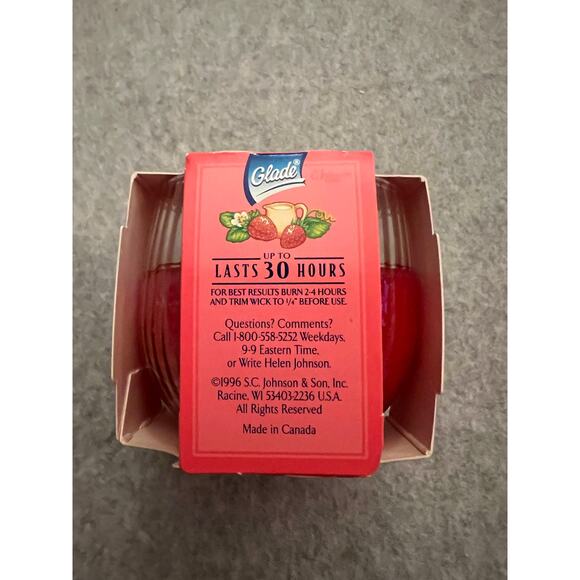 Glade®
UP TO
LASTS 30 HOURS
FOR BEST RESULTS BURN 2-4 HOURS
AND TRIM WICK TO 1/4" BEFORE USE.
Questions? Comments?
Call 1-800-558-5252 Weekdays,
9-9 Eastern Time,
or Write Helen Johnson.
©1996 S.C. Johnson & Son, Inc.
Racine, WI 53403-2236 U.S.A.
All Rights Reserved
Made in Canada